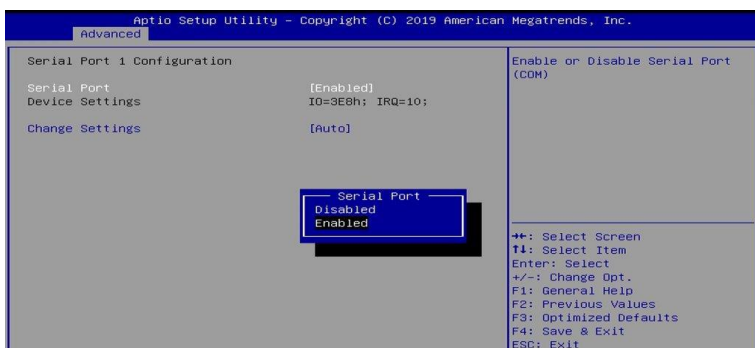 Aptio Setup Utility – Copyright (C) 2019 American Megatrends, Inc.
Advanced
Serial Port 1 Configuration
Serial Port [Enabled]
Device Settings IO=3E8h; IRQ=10;
Change Settings [Auto]
Serial Port
Disabled
Enabled
Enable or Disable Serial Port
(COM)
→←: Select Screen
↑↓: Select Item
Enter: Select
+/-: Change Opt.
F1: General Help
F2: Previous Values
F3: Optimized Defaults
F4: Save & Exit
ESC: Exit